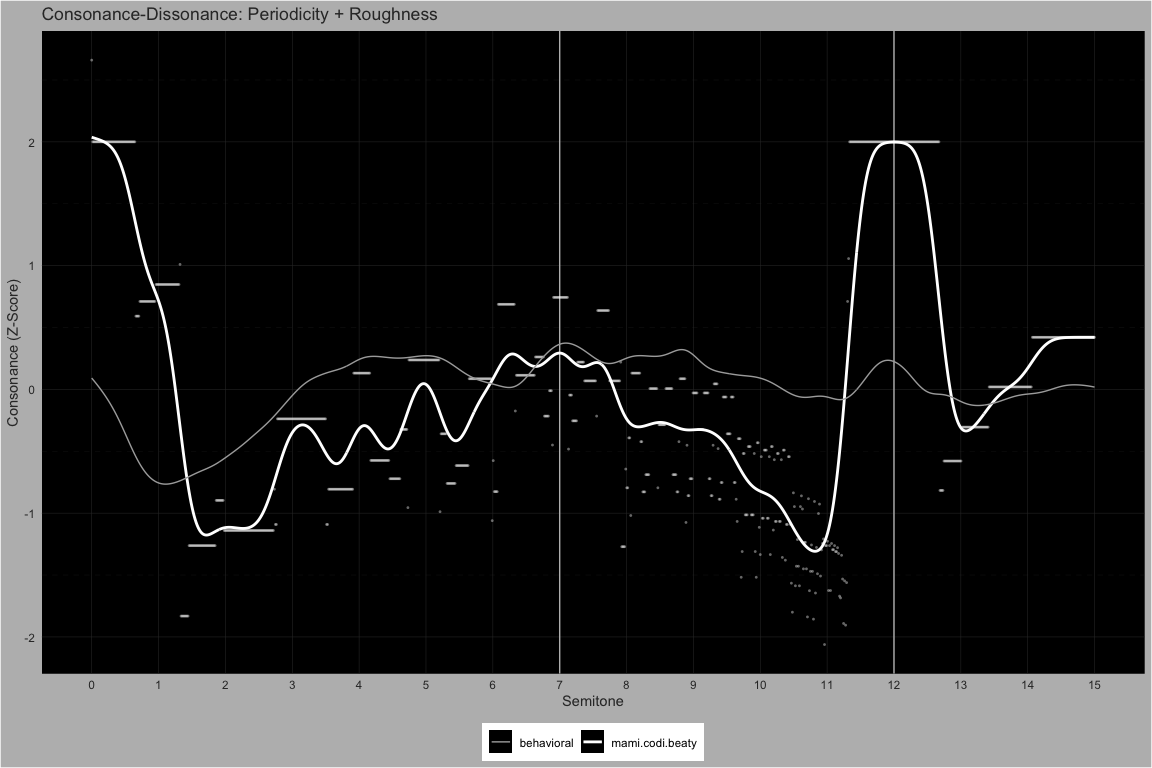 Consonance-Dissonance: Periodicity + Roughness
Consonance (Z-Score)
2
1
0
-1
-2
0 1 2 3 4 5 6 7 8 9 10 11 12 13 14 15
Semitone
behavioral mami.codi.beaty